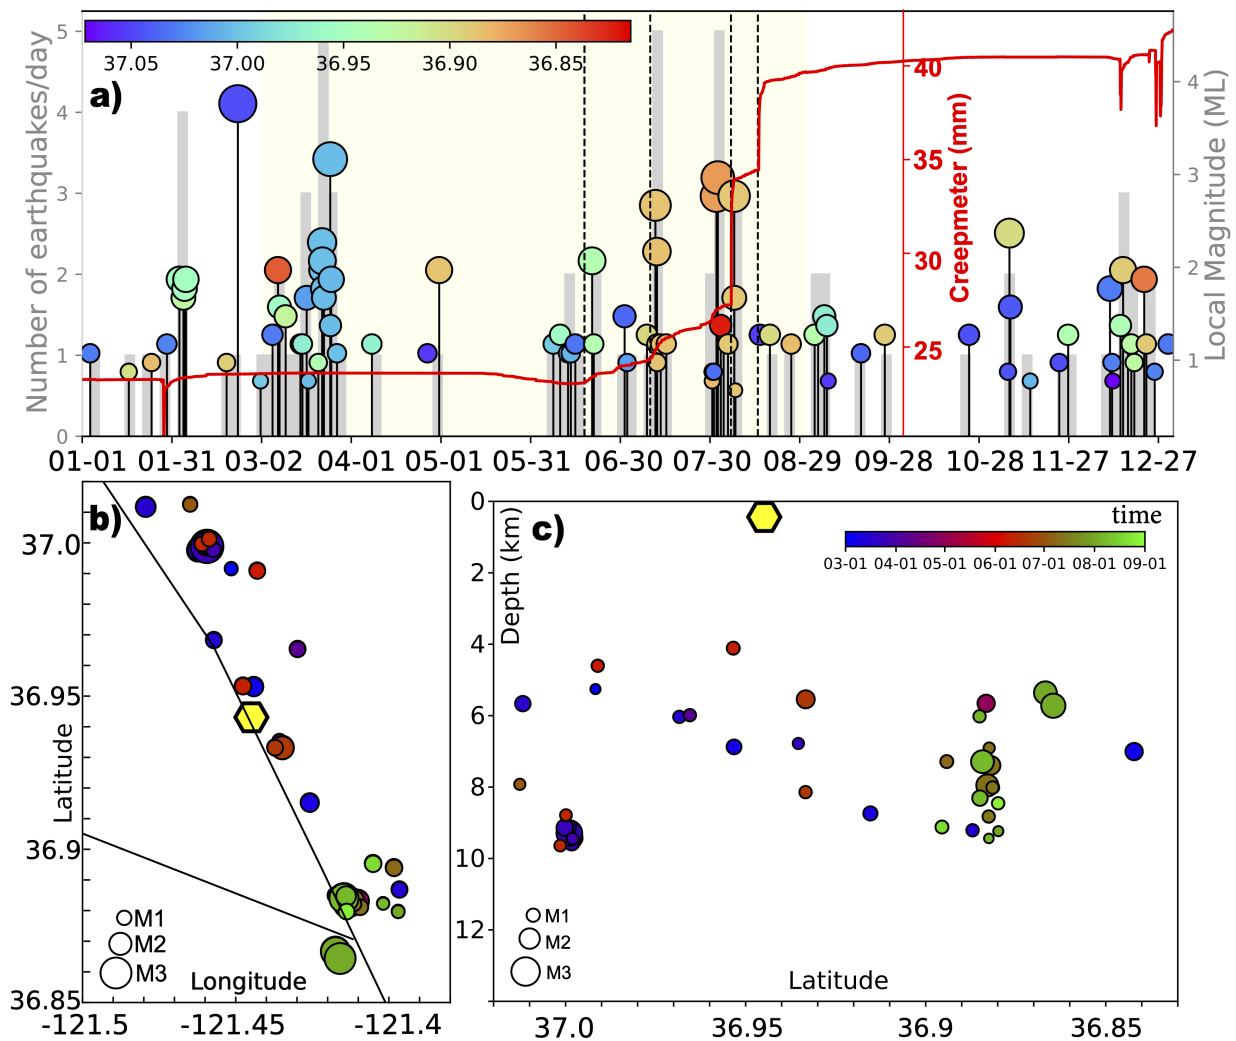 5
4
3
2
1
0
Number of earthquakes/day
37.05 37.00 36.95 36.90 36.85
a)
40
35
30
25
Creepmeter (mm)
4
3
2
1
Local Magnitude (ML)
01-01 01-31 03-02 04-01 05-01 05-31 06-30 07-30 08-29 09-28 10-28 11-27 12-27
b)
37.0
36.95
36.9
36.85
Latitude
M1
M2
M3
Longitude
-121.5 -121.45 -121.4
c)
0
2
4
6
8
10
12
Depth (km)
time
03-01 04-01 05-01 06-01 07-01 08-01 09-01
M1
M2
M3
Latitude
37.0 36.95 36.9 36.85